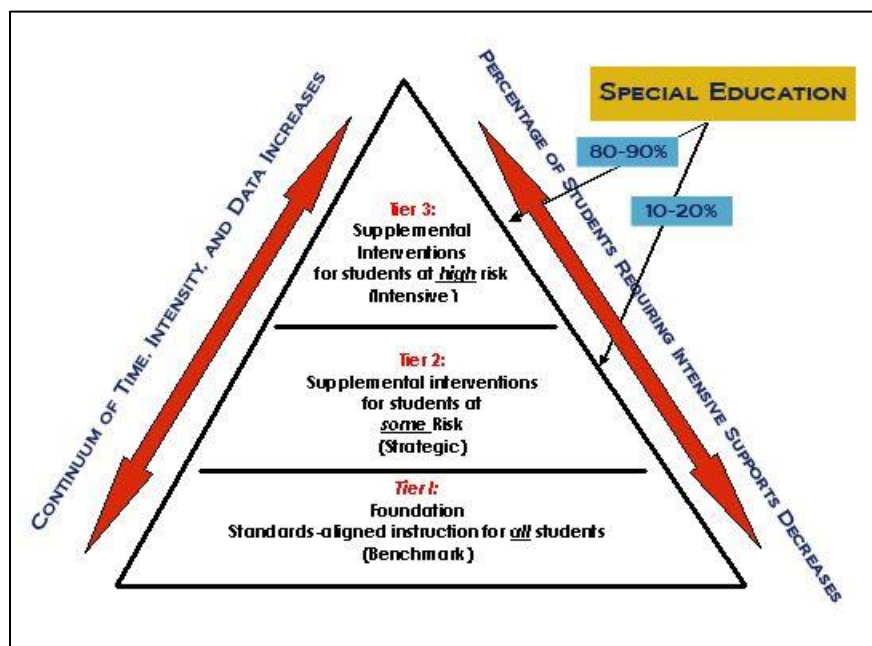 CONTINUUM OF TIME, INTENSITY, AND DATA INCREASES
PERCENTAGE OF STUDENTS REQUIRING INTENSIVE SUPPORTS DECREASES
SPECIAL EDUCATION
80-90%
10-20%
Tier 3:
Supplemental
Interventions
for students at high risk
(Intensive)
Tier 2:
Supplemental interventions
for students at
some Risk
(Strategic)
Tier I:
Foundation
Standards-aligned instruction for all students
(Benchmark)